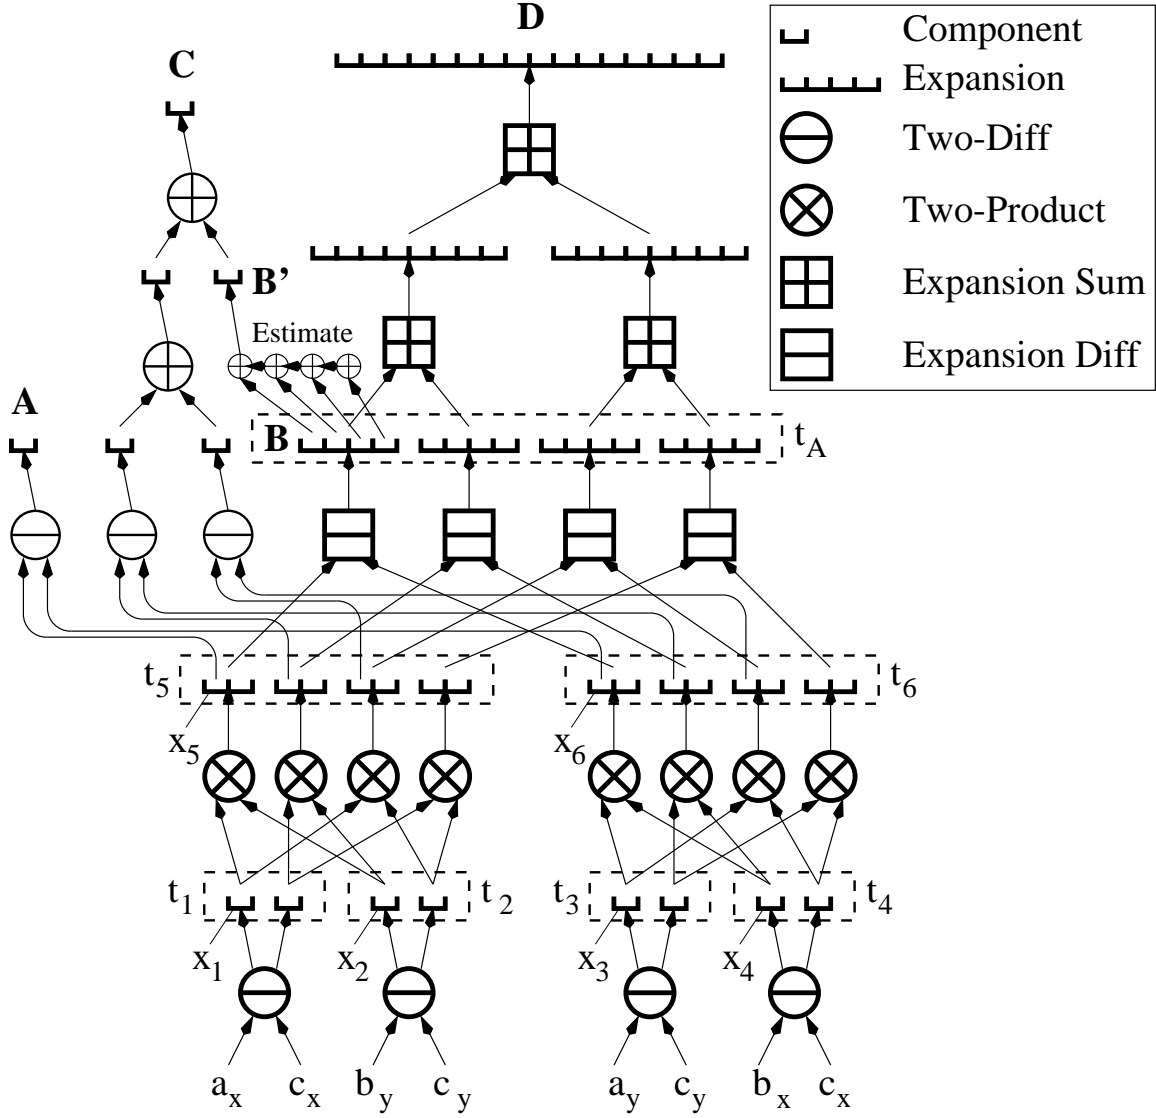 D
C
Component
Expansion
Two-Diff
Two-Product
Expansion Sum
Expansion Diff
B'
Estimate
A
B
t_A
t_5
t_6
x_5
x_6
t_1
t_2
t_3
t_4
x_1
x_2
x_3
x_4
a_x c_x b_y c_y a_y c_y b_x c_x